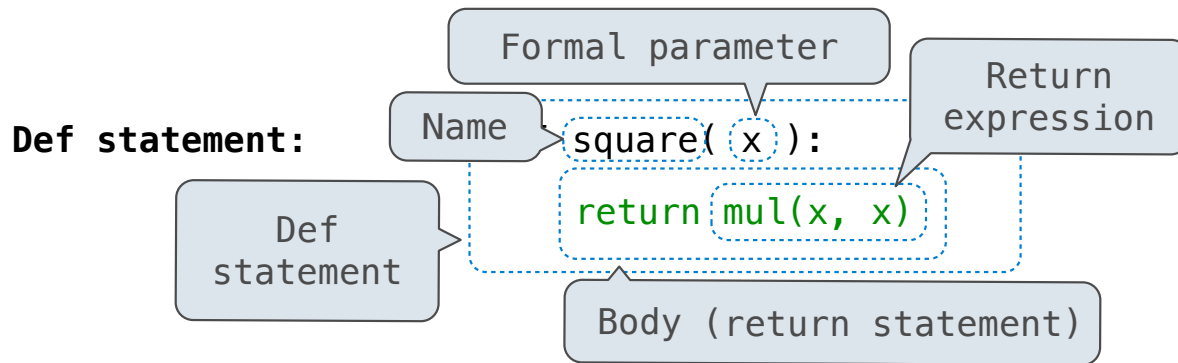 Formal parameter
Return
expression
Name
Def statement:
square( x ):
return mul(x, x)
Def
statement
Body (return statement)